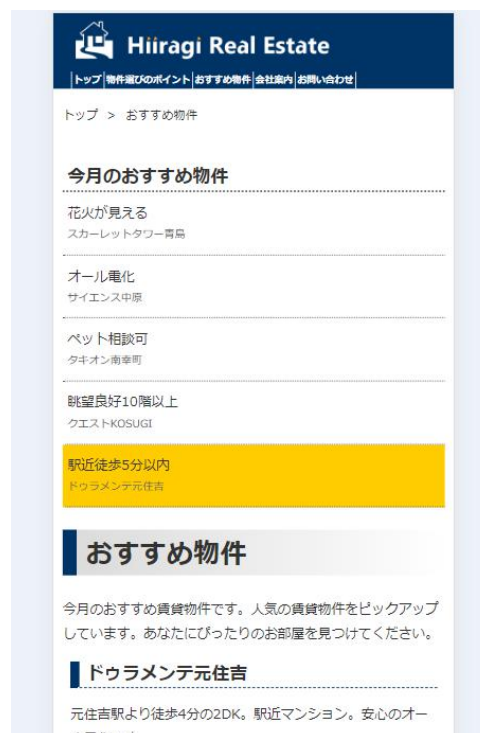 Hiiragi Real Estate
トップ 物件選びのポイント おすすめ物件 会社案内 お問い合わせ
トップ > おすすめ物件
今月のおすすめ物件
花火が見える
スカーレットタワー青島
オール電化
サイエンス中原
ペット相談可
タキオン南幸町
眺望良好10階以上
クエストKOSUGI
駅近徒歩5分以内
ドゥラメンテ元住吉
おすすめ物件
今月のおすすめ賃貸物件です。人気の賃貸物件をピックアップ
しています。あなたにぴったりのお部屋を見つけてください。
ドゥラメンテ元住吉
元住吉駅より徒歩4分の2DK。駅近マンション。安心のオー